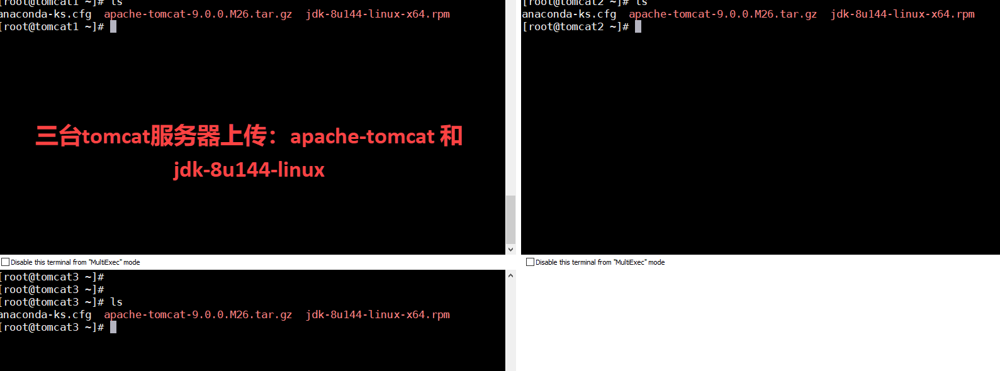 [root@tomcat1 ~]# ls
anaconda-ks.cfg  apache-tomcat-9.0.0.M26.tar.gz  jdk-8u144-linux-x64.rpm
[root@tomcat1 ~]#
三台tomcat服务器上传：apache-tomcat 和
jdk-8u144-linux
Disable this terminal from "MultiExec" mode
[root@tomcat2 ~]# ls
anaconda-ks.cfg  apache-tomcat-9.0.0.M26.tar.gz  jdk-8u144-linux-x64.rpm
[root@tomcat2 ~]#
Disable this terminal from "MultiExec" mode
[root@tomcat3 ~]#
[root@tomcat3 ~]#
[root@tomcat3 ~]# ls
anaconda-ks.cfg  apache-tomcat-9.0.0.M26.tar.gz  jdk-8u144-linux-x64.rpm
[root@tomcat3 ~]#